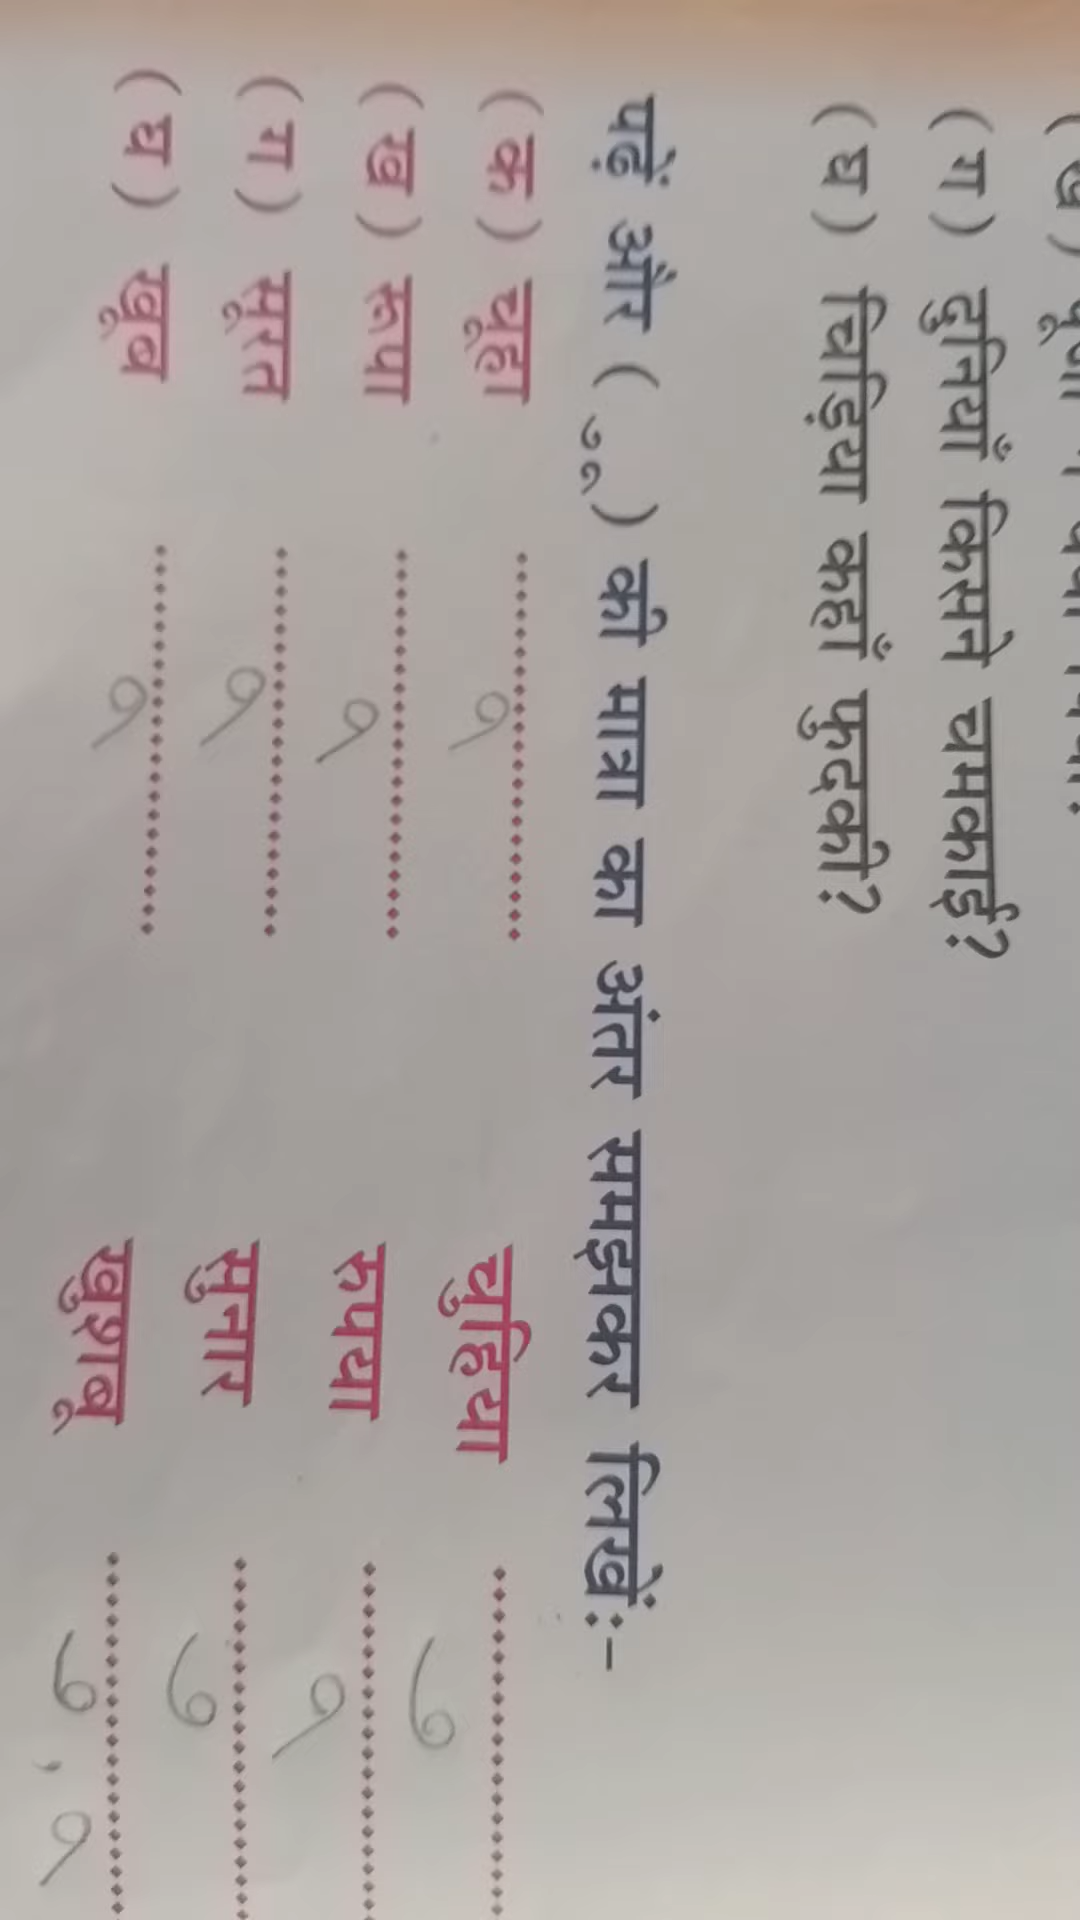 (ग) दुनियाँ किसने चमकाई?
(घ) चिड़िया कहाँ फुदकी?
पढ़ें और ( ु ू ) की मात्रा का अंतर समझकर लिखें:-
(क) चूहा .................... ू चुहिया .................... ु
(ख) रूपा .................... ू रुपया .................... ू
(ग) सूरत .................... ू सुनार .................... ु
(घ) खूब .................... ू खुशबू .................... ु , ू